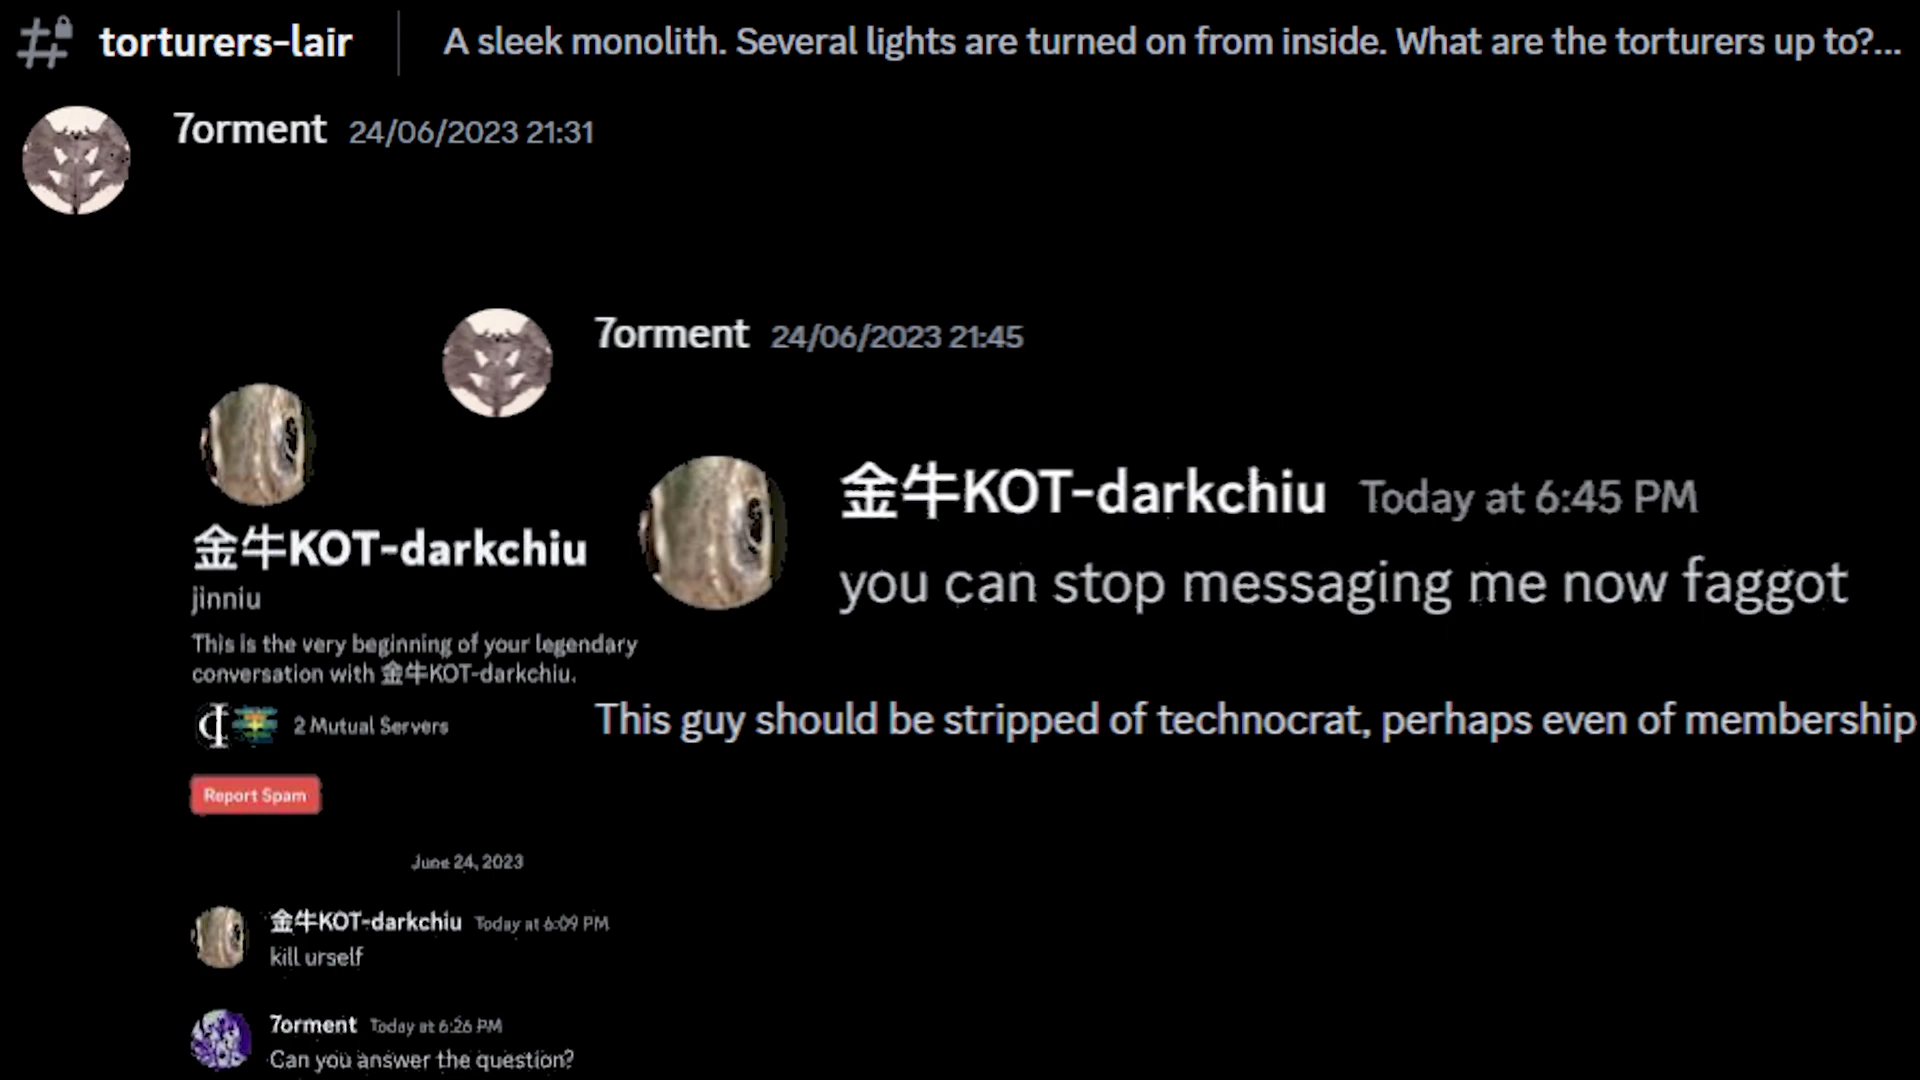 torturers-lair
A sleek monolith. Several lights are turned on from inside. What are the torturers up to?...
7orment 24/06/2023 21:31
7orment 24/06/2023 21:45
金牛KOT-darkchiu
jinniu
This is the very beginning of your legendary
conversation with 金牛KOT-darkchiu.
2 Mutual Servers
Report Spam
June 24, 2023
金牛KOT-darkchiu Today at 6:09 PM
kill urself
7orment Today at 6:26 PM
Can you answer the question?
金牛KOT-darkchiu Today at 6:45 PM
you can stop messaging me now faggot
This guy should be stripped of technocrat, perhaps even of membership